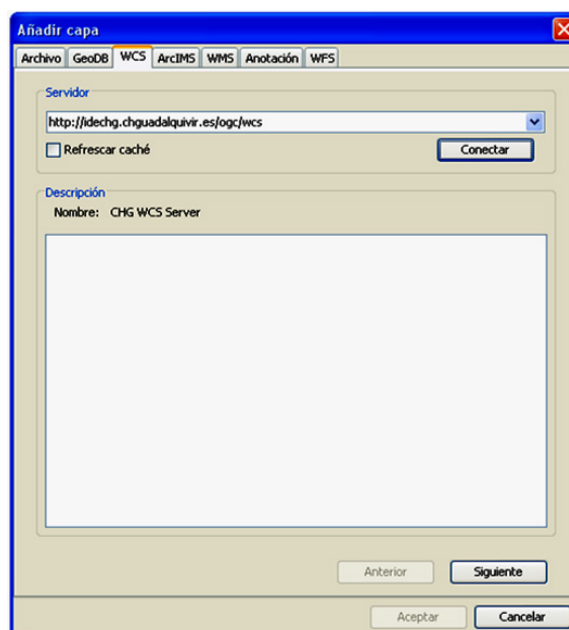 Añadir capa
Archivo GeoDB WCS ArcIMS WMS Anotación WFS
Servidor
http://idechg.chguadalquivir.es/ogc/wcs
Refrescar caché Conectar
Descripción
Nombre: CHG WCS Server
Anterior Siguiente
Aceptar Cancelar